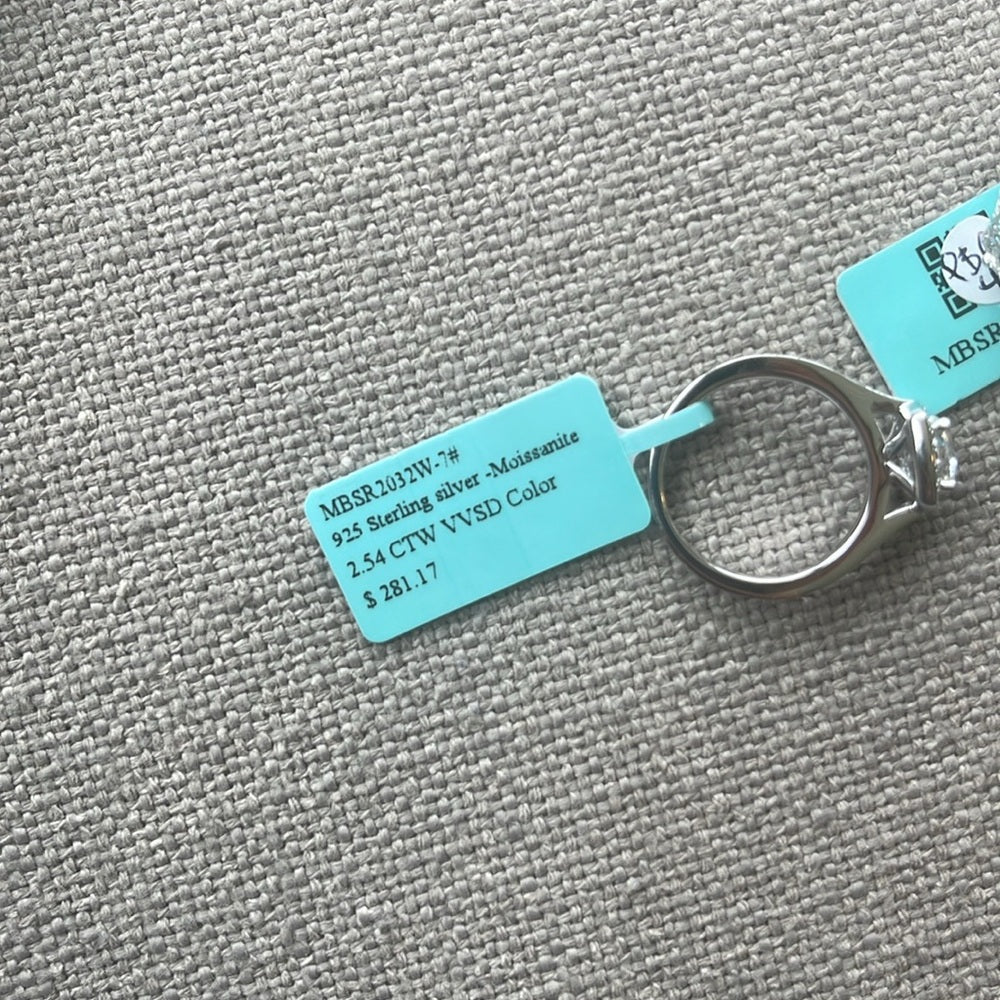 MBSR2032W-7#
925 Sterling silver -Moissanite
2.54 CTW VVSD Color
$ 281.17
MBSR